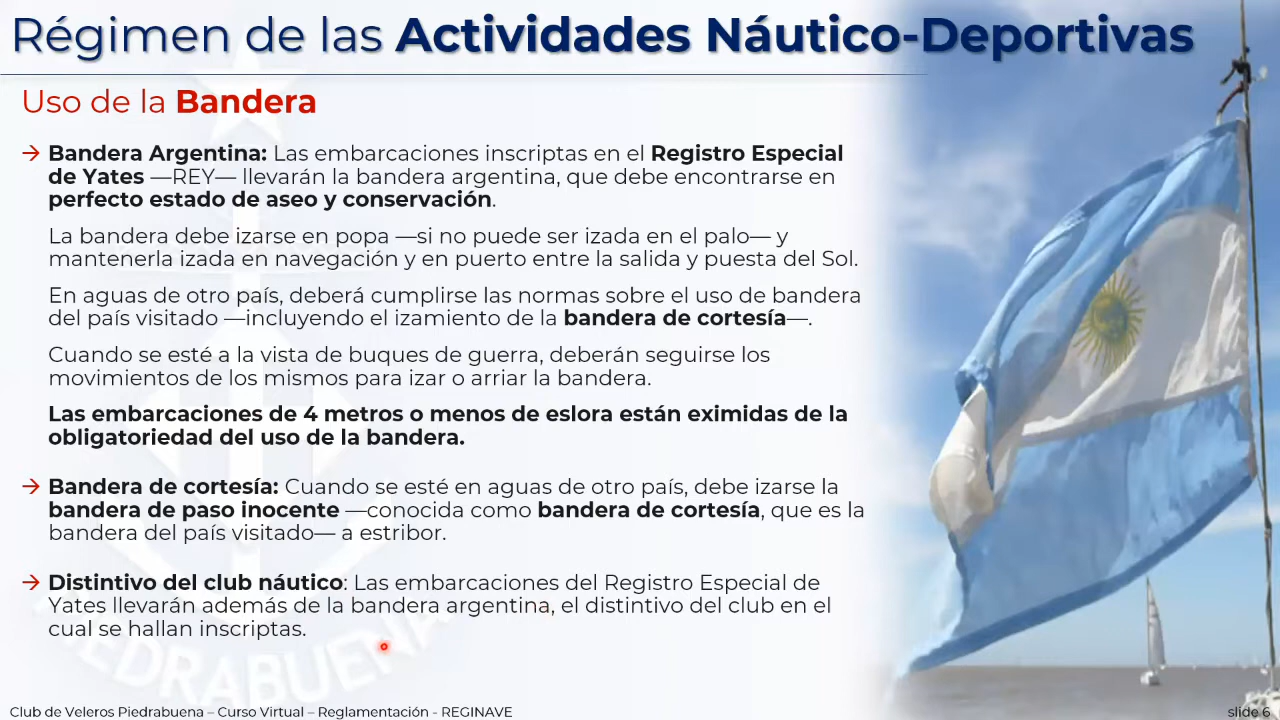 Régimen de las Actividades Náutico-Deportivas
Uso de la Bandera
→ Bandera Argentina: Las embarcaciones inscriptas en el Registro Especial
de Yates —REY— llevarán la bandera argentina, que debe encontrarse en
perfecto estado de aseo y conservación.
La bandera debe izarse en popa —si no puede ser izada en el palo— y
mantenerla izada en navegación y en puerto entre la salida y puesta del Sol.
En aguas de otro país, deberá cumplirse las normas sobre el uso de bandera
del país visitado —incluyendo el izamiento de la bandera de cortesía—.
Cuando se esté a la vista de buques de guerra, deberán seguirse los
movimientos de los mismos para izar o arriar la bandera.
Las embarcaciones de 4 metros o menos de eslora están eximidas de la
obligatoriedad del uso de la bandera.
→ Bandera de cortesía: Cuando se esté en aguas de otro país, debe izarse la
bandera de paso inocente —conocida como bandera de cortesía, que es la
bandera del país visitado— a estribor.
→ Distintivo del club náutico: Las embarcaciones del Registro Especial de
Yates llevarán además de la bandera argentina, el distintivo del club en el
cual se hallan inscriptas.
PIEDRABUENA
Club de Veleros Piedrabuena – Curso Virtual – Reglamentación - REGINAVE
slide 6